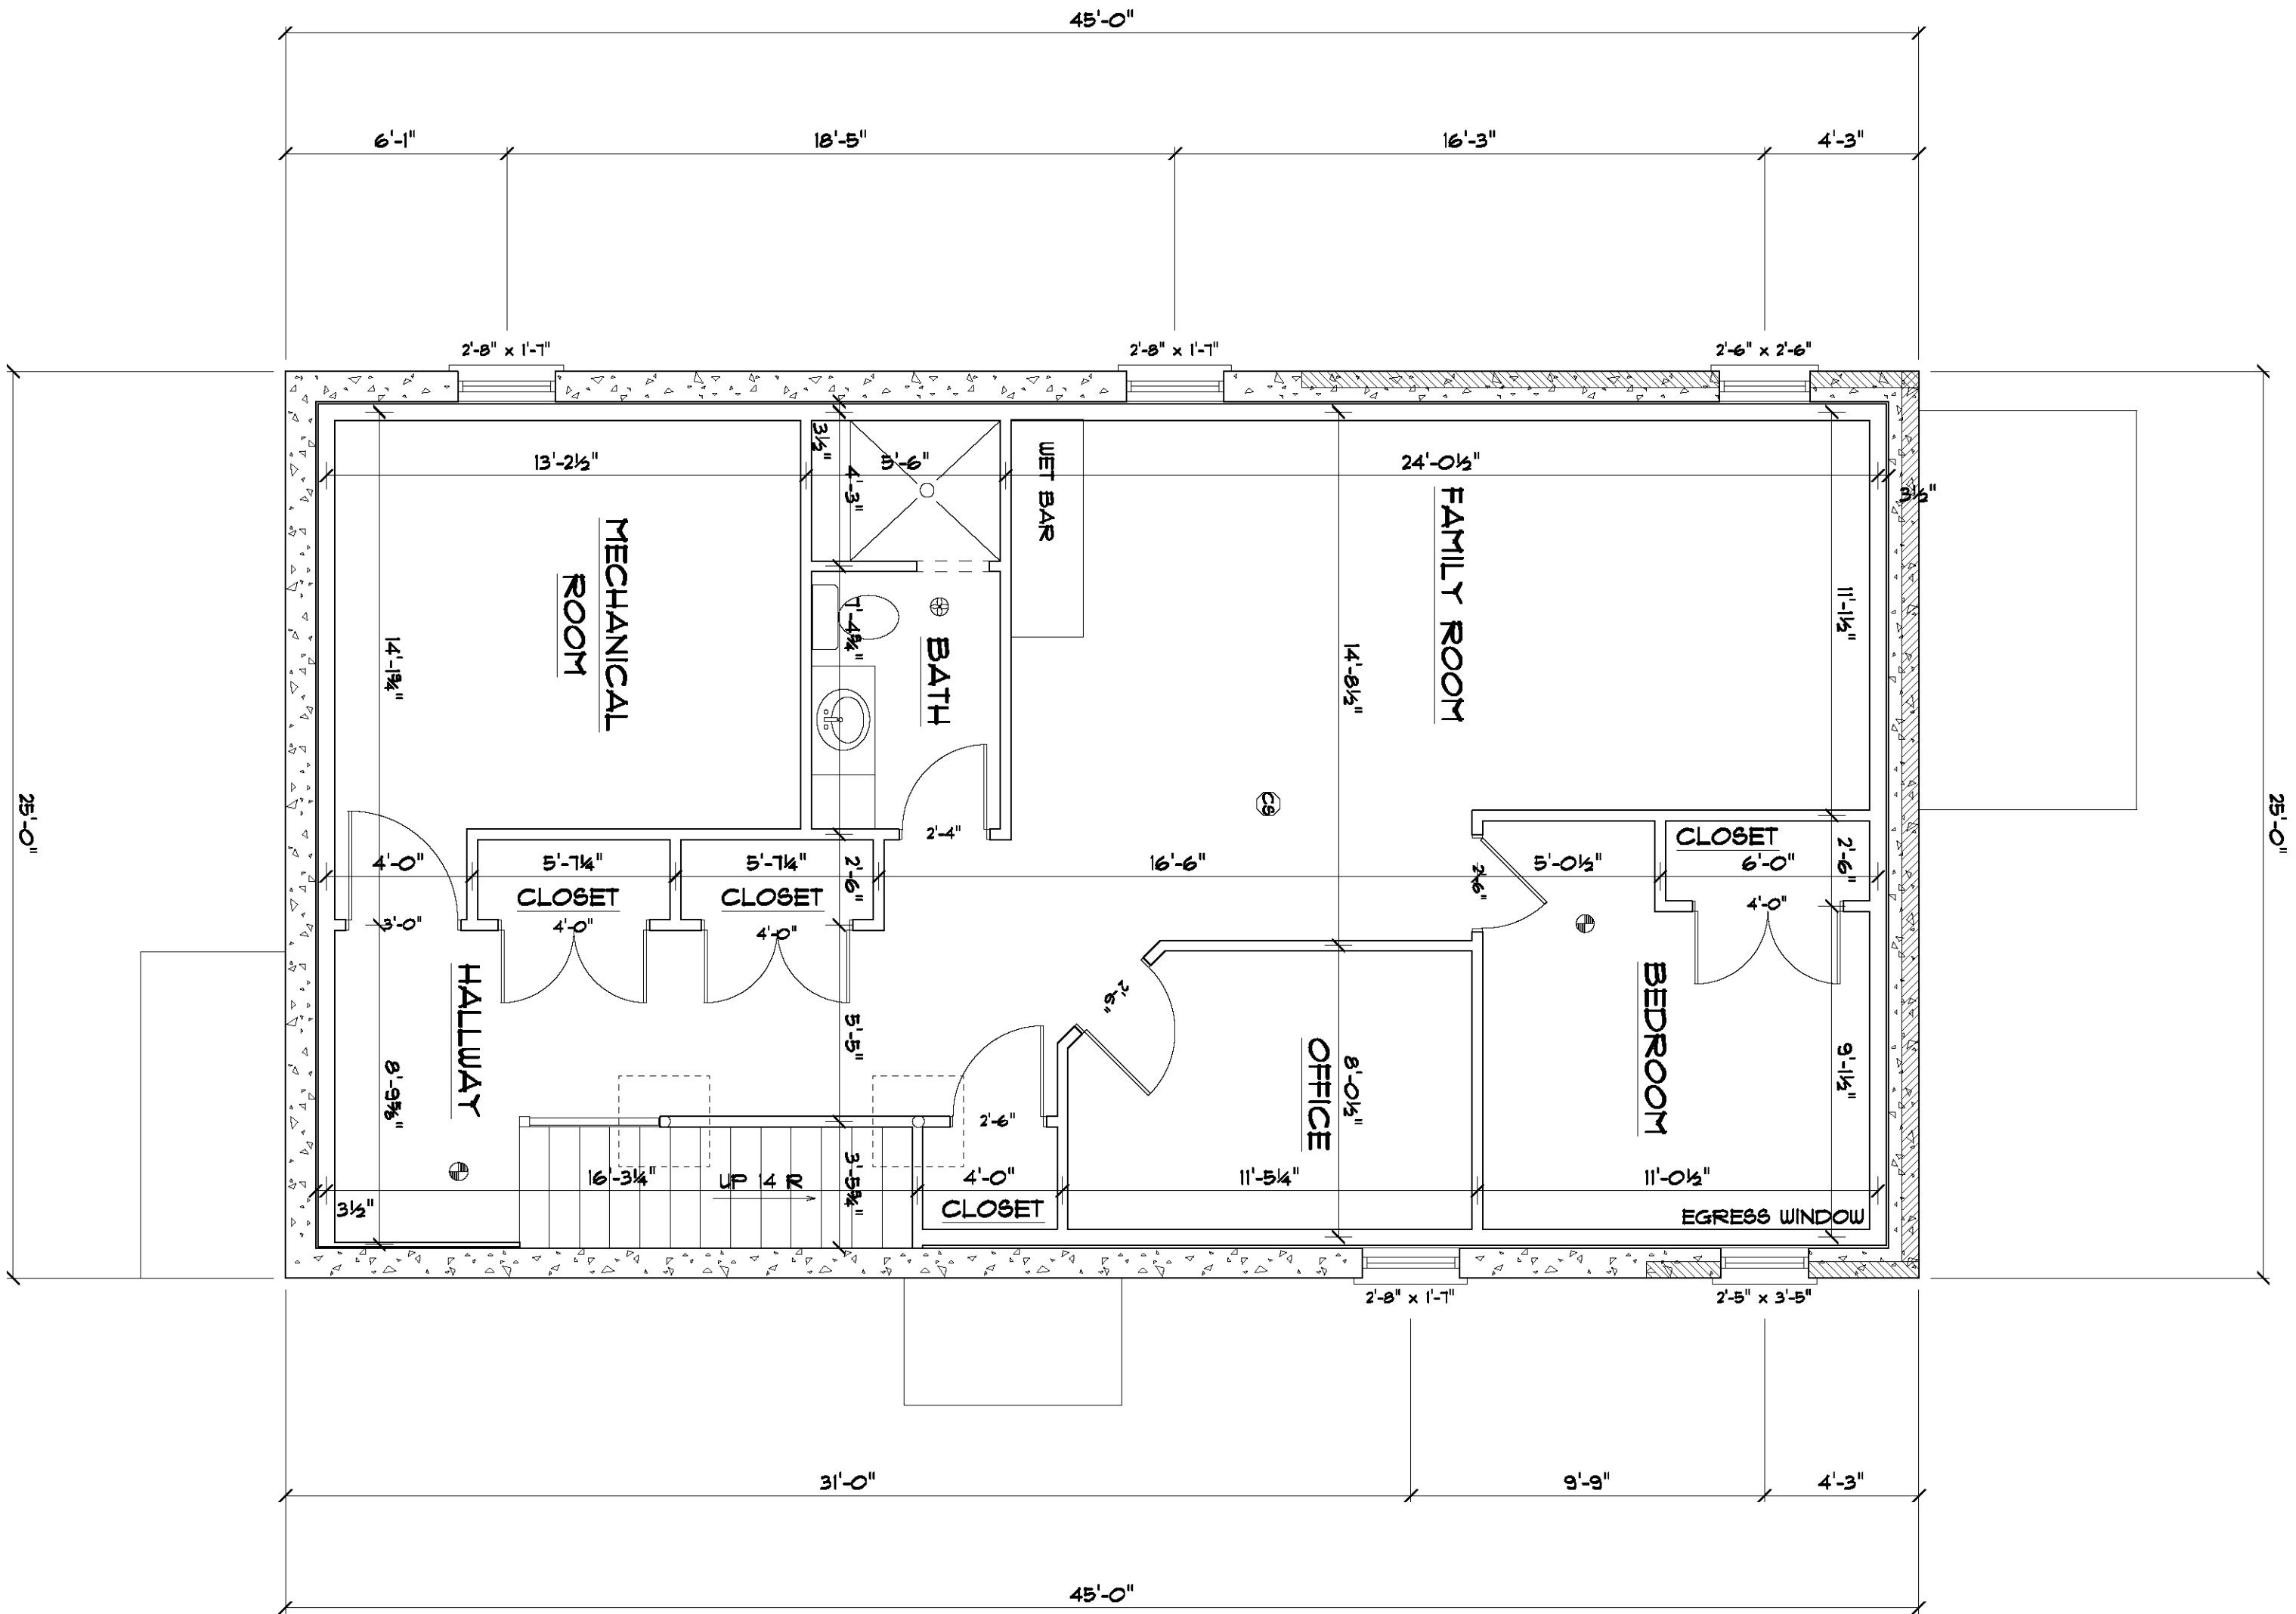 45'-0"
6'-1"
18'-5"
16'-3"
4'-3"
2'-8" x 1'-7"
2'-8" x 1'-7"
2'-6" x 2'-6"
3½"
13'-2½"
4'-3"
5'-6"
WET BAR
24'-0½"
3½"
FAMILY ROOM
MECHANICAL
ROOM
7'-4¾"
BATH
14'-1¾"
14'-8½"
11'-1½"
25'-0"
25'-0"
CS
2'-4"
CLOSET
4'-0"
5'-7¼"
5'-7¼"
2'-6"
16'-6"
2'-6"
5'-0½"
6'-0"
2'-6"
CLOSET
CLOSET
3'-0"
4'-0"
4'-0"
4'-0"
HALLWAY
2'-6"
BEDROOM
5'-5"
8'-9⅝"
OFFICE
8'-0½"
9'-1½"
2'-6"
16'-3¼"
UP 14 R
3'-5¾"
4'-0"
11'-5¼"
11'-0½"
3½"
CLOSET
EGRESS WINDOW
2'-8" x 1'-7"
2'-5" x 3'-5"
31'-0"
9'-9"
4'-3"
45'-0"